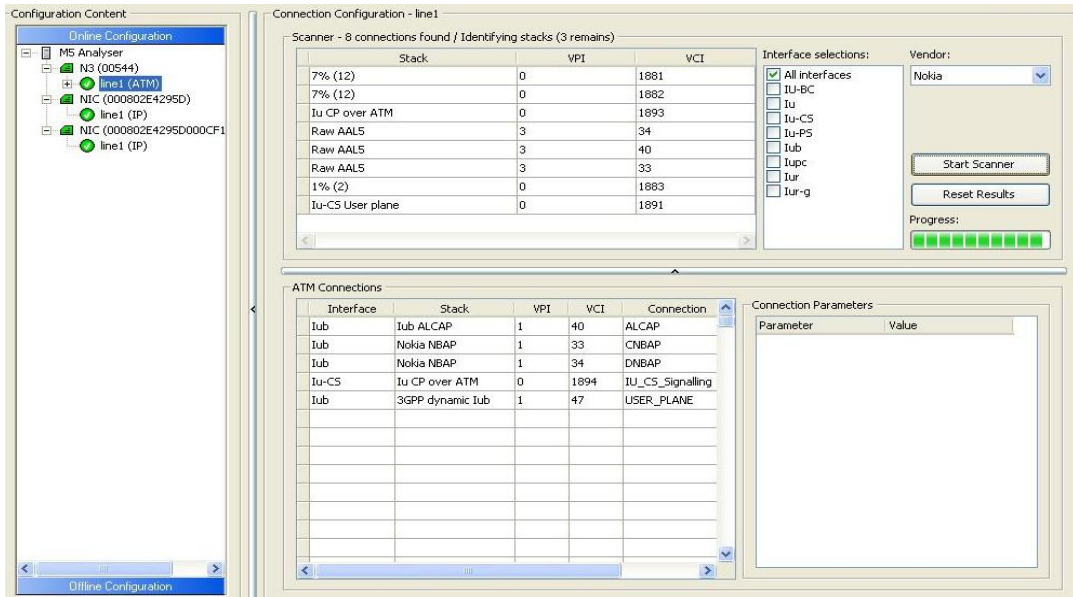 Configuration Content
Online Configuration
M5 Analyser
N3 (00544)
line1 (ATM)
NIC (000802E4295D)
line1 (IP)
NIC (000802E4295D000CF1
line1 (IP)
Offline Configuration
Connection Configuration - line1
Scanner - 8 connections found / Identifying stacks (3 remains)
Stack VPI VCI
7% (12) 0 1881
7% (12) 0 1882
Iu CP over ATM 0 1893
Raw AAL5 3 34
Raw AAL5 3 40
Raw AAL5 3 33
1% (2) 0 1883
Iu-CS User plane 0 1891
Interface selections:
All interfaces
IU-BC
Iu
Iu-CS
Iu-PS
Iub
Iupc
Iur
Iur-g
Vendor:
Nokia
Start Scanner
Reset Results
Progress:
ATM Connections
Interface Stack VPI VCI Connection
Iub Iub ALCAP 1 40 ALCAP
Iub Nokia NBAP 1 33 CNBAP
Iub Nokia NBAP 1 34 DNBAP
Iu-CS Iu CP over ATM 0 1894 IU_CS_Signalling
Iub 3GPP dynamic Iub 1 47 USER_PLANE
Connection Parameters
Parameter Value